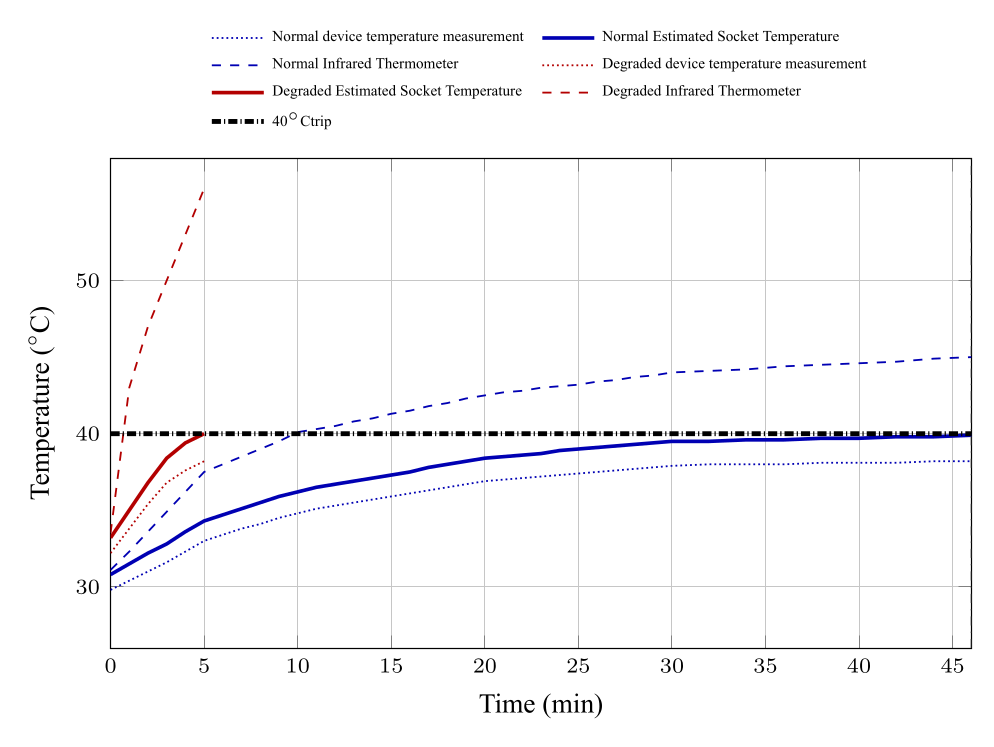 Normal device temperature measurement
Normal Estimated Socket Temperature
Normal Infrared Thermometer
Degraded device temperature measurement
Degraded Estimated Socket Temperature
Degraded Infrared Thermometer
40° Ctrip
50
40
30
Temperature (°C)
0 5 10 15 20 25 30 35 40 45
Time (min)